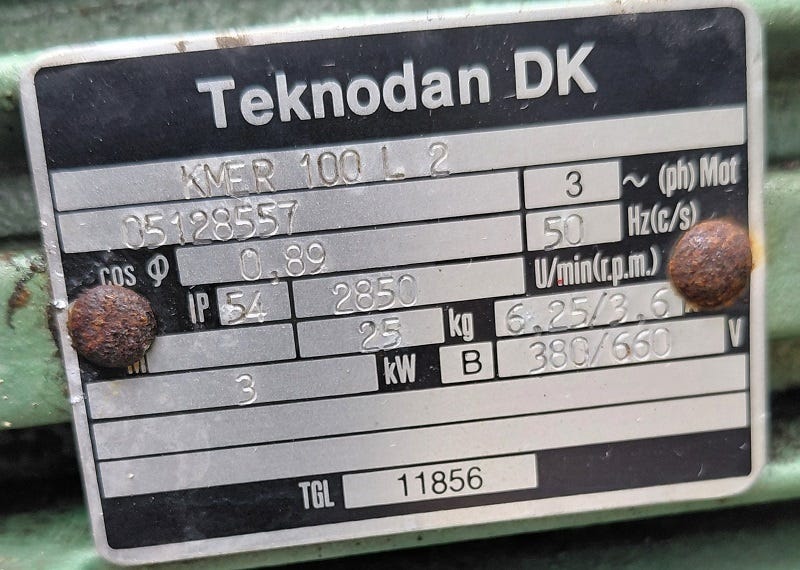 Teknodan DK
KMER 100 L 2
3 ~ (ph) Mot
05128557
50 Hz(c/s)
cos φ 0,89
IP 54 2850 U/min(r.p.m.)
25 kg 6,25/3,6
3 kW B 380/660 V
TGL 11856